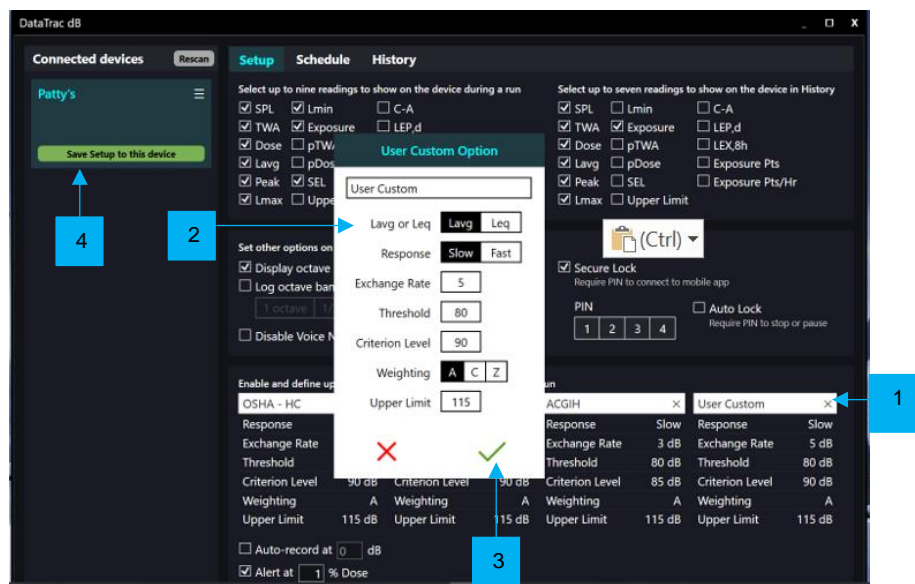 DataTrac dB
Connected devices Rescan
Patty's
Save Setup to this device
4
2
Setup Schedule History
Select up to nine readings to show on the device during a run
SPL Lmin C-A
TWA Exposure LEP,d
Dose
Lavg
Peak SEL
Lmax
Select up to seven readings to show on the device in History
SPL Lmin C-A
TWA Exposure LEP,d
Dose pTWA LEX,8h
Lavg pDose Exposure Pts
Peak SEL Exposure Pts/Hr
Lmax Upper Limit
(Ctrl)
Set other options on
Display octave
Log octave ban
1 octave
Disable Voice N
Secure Lock
Require PIN to connect to mobile app
PIN
1 2 3 4
Auto Lock
Require PIN to stop or pause
User Custom Option
User Custom
Lavg or Leq Lavg Leq
Response Slow Fast
Exchange Rate 5
Threshold 80
Criterion Level 90
Weighting A C Z
Upper Limit 115
3
1
Enable and define up
OSHA - HC ACGIH × User Custom ×
Response Response Slow Response Slow
Exchange Rate Exchange Rate 3 dB Exchange Rate 5 dB
Threshold Threshold 80 dB Threshold 80 dB
Criterion Level 90 dB Criterion Level 90 dB Criterion Level 85 dB Criterion Level 90 dB
Weighting A Weighting A Weighting A Weighting A
Upper Limit 115 dB Upper Limit 115 dB Upper Limit 115 dB Upper Limit 115 dB
Auto-record at 0 dB
Alert at 1 % Dose